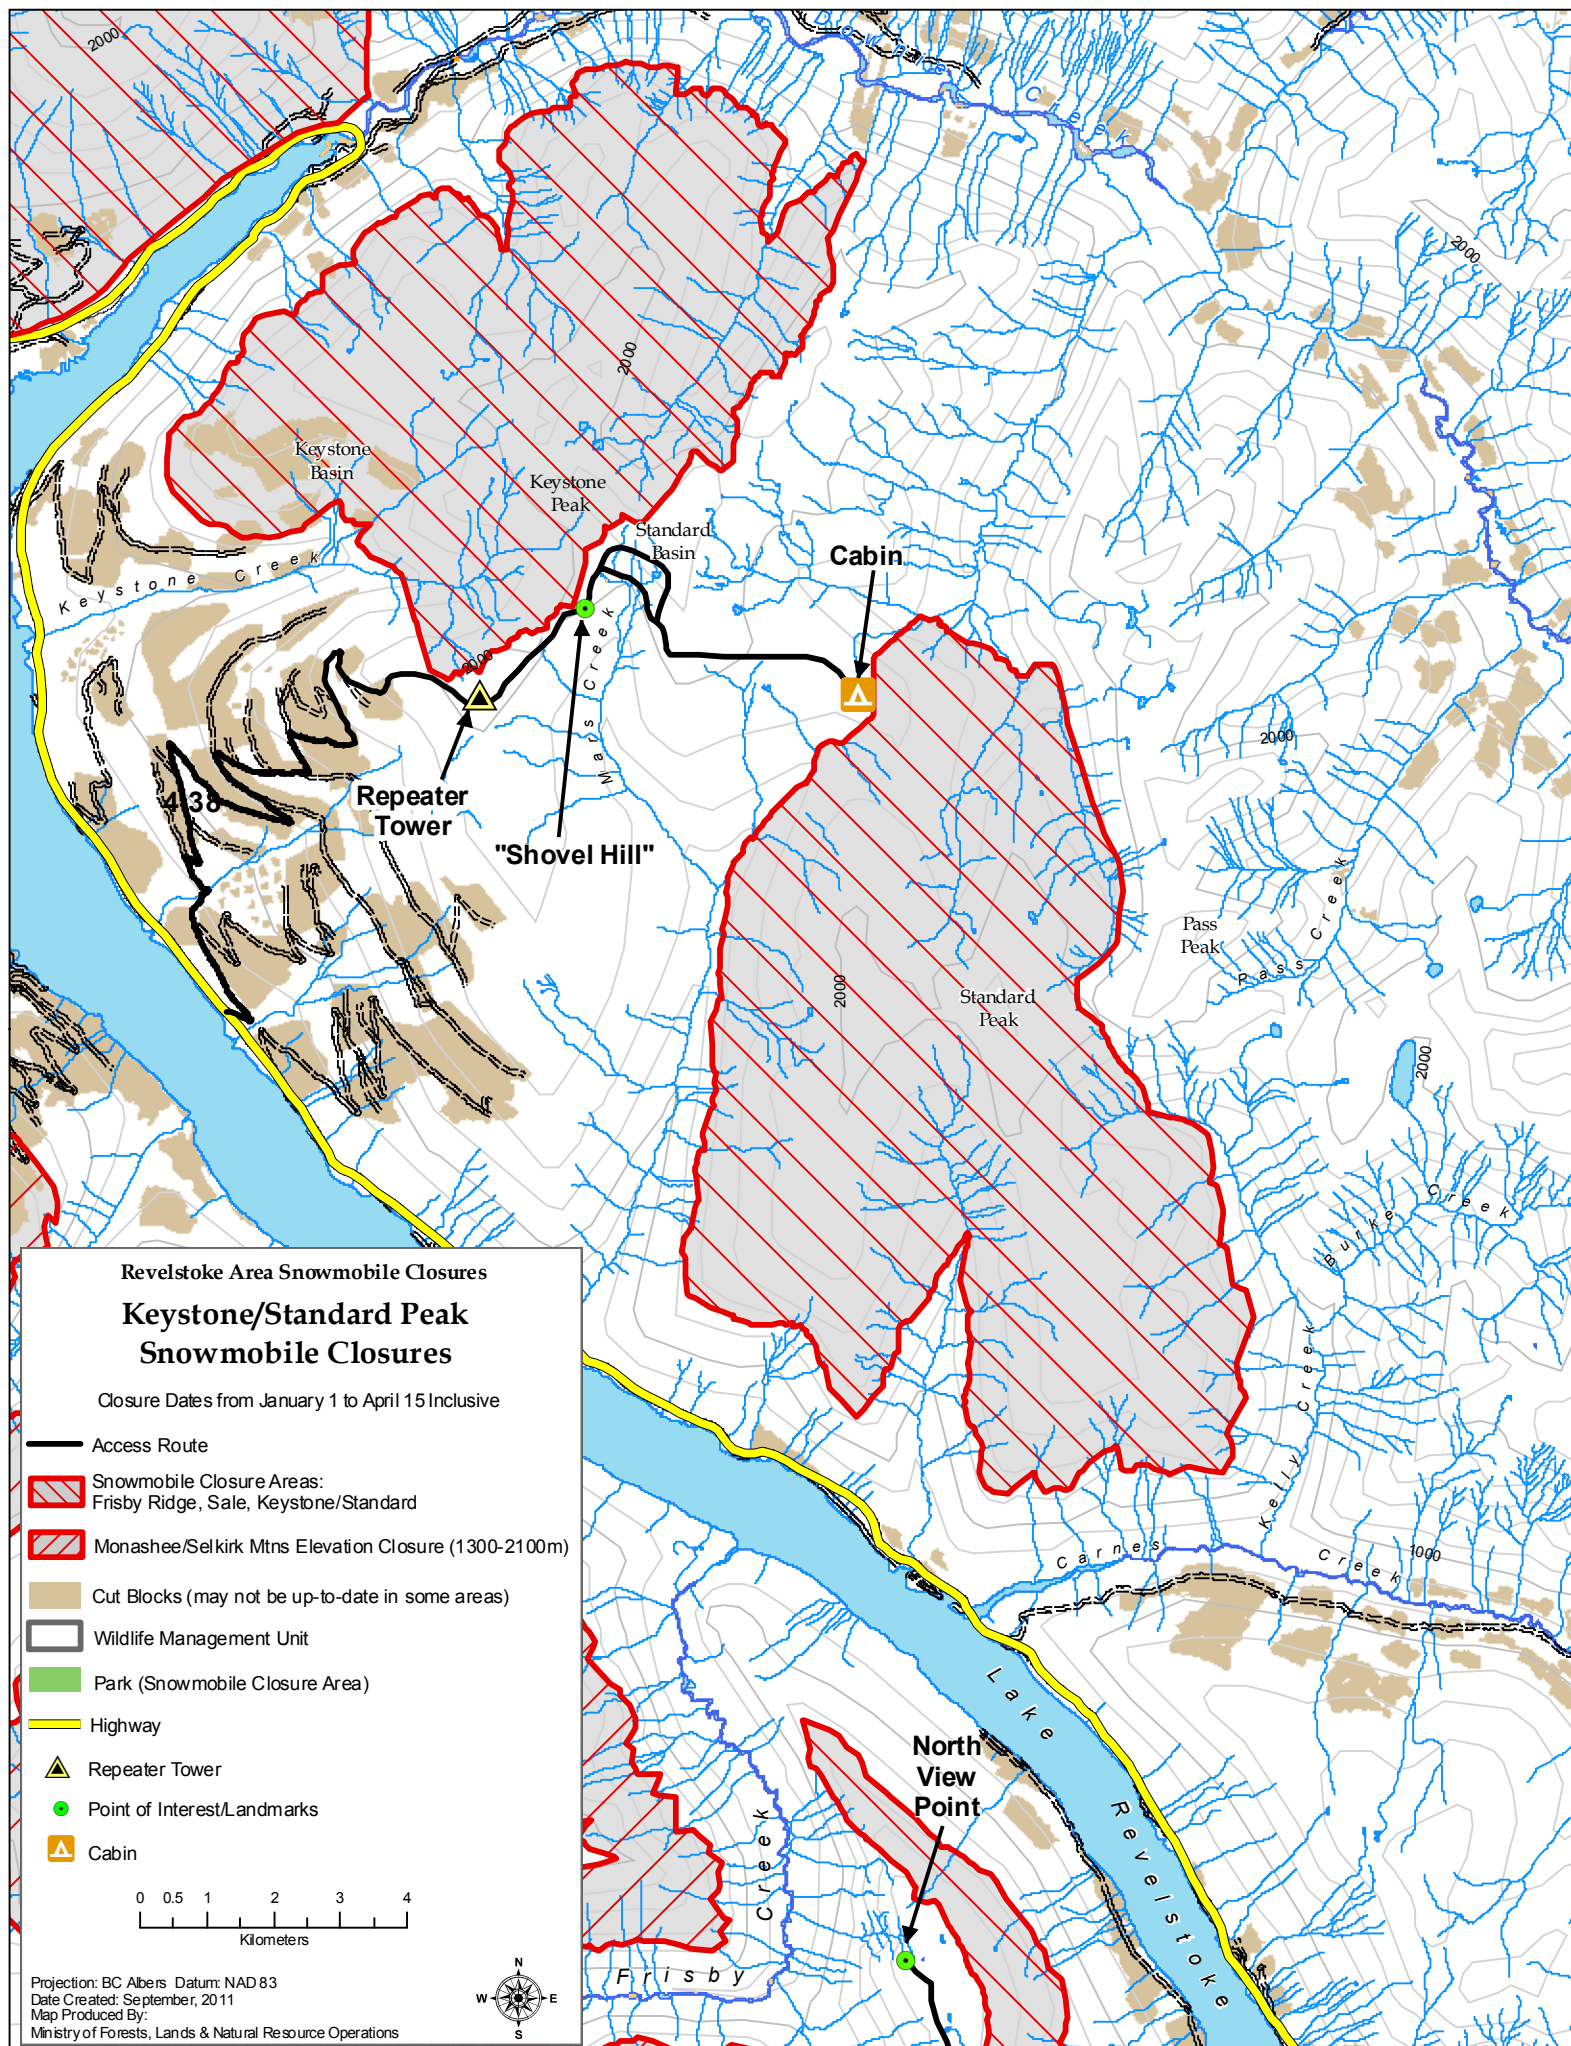 2000
Downie
Creek
2000
2000
2000
Keystone
Basin
Keystone
Peak
Standard
Basin
Cabin
Keystone Creek
Mars Creek
2000
2000
4-38
Repeater
Tower
"Shovel Hill"
Pass
Peak
Pass Creek
2000
Standard
Peak
2000
Burke Creek
Kelly Creek
Carnes Creek
1000
Lake Revelstoke
North
View
Point
Creek
Frisby
Revelstoke Area Snowmobile Closures
Keystone/Standard Peak
Snowmobile Closures
Closure Dates from January 1 to April 15 Inclusive
Access Route
Snowmobile Closure Areas:
Frisby Ridge, Sale, Keystone/Standard
Monashee/Selkirk Mtns Elevation Closure (1300-2100m)
Cut Blocks (may not be up-to-date in some areas)
Wildlife Management Unit
Park (Snowmobile Closure Area)
Highway
Repeater Tower
Point of Interest/Landmarks
Cabin
0 0.5 1 2 3 4
Kilometers
N
W E
S
Projection: BC Albers Datum: NAD 83
Date Created: September, 2011
Map Produced By:
Ministry of Forests, Lands & Natural Resource Operations